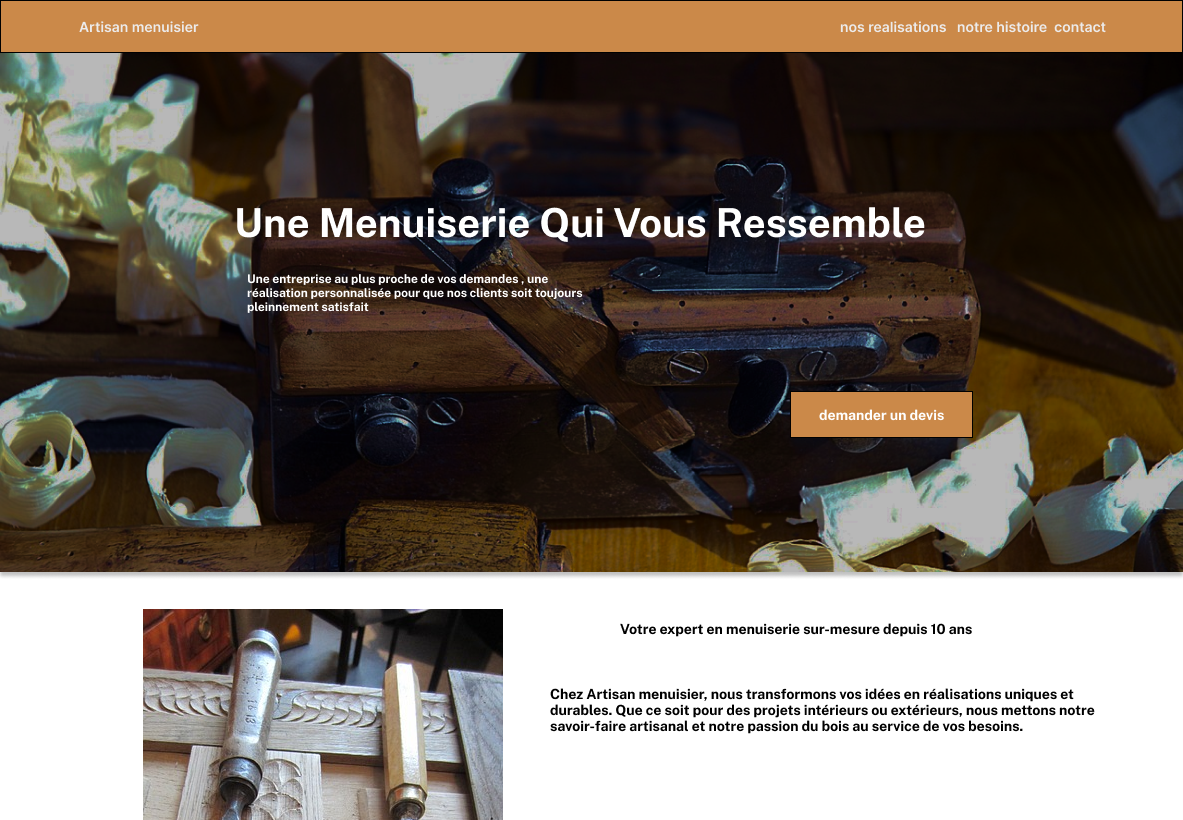 Artisan menuisier
nos realisations notre histoire contact
Une Menuiserie Qui Vous Ressemble
Une entreprise au plus proche de vos demandes , une
réalisation personnalisée pour que nos clients soit toujours
pleinnement satisfait
demander un devis
Votre expert en menuiserie sur-mesure depuis 10 ans
Chez Artisan menuisier, nous transformons vos idées en réalisations uniques et
durables. Que ce soit pour des projets intérieurs ou extérieurs, nous mettons notre
savoir-faire artisanal et notre passion du bois au service de vos besoins.